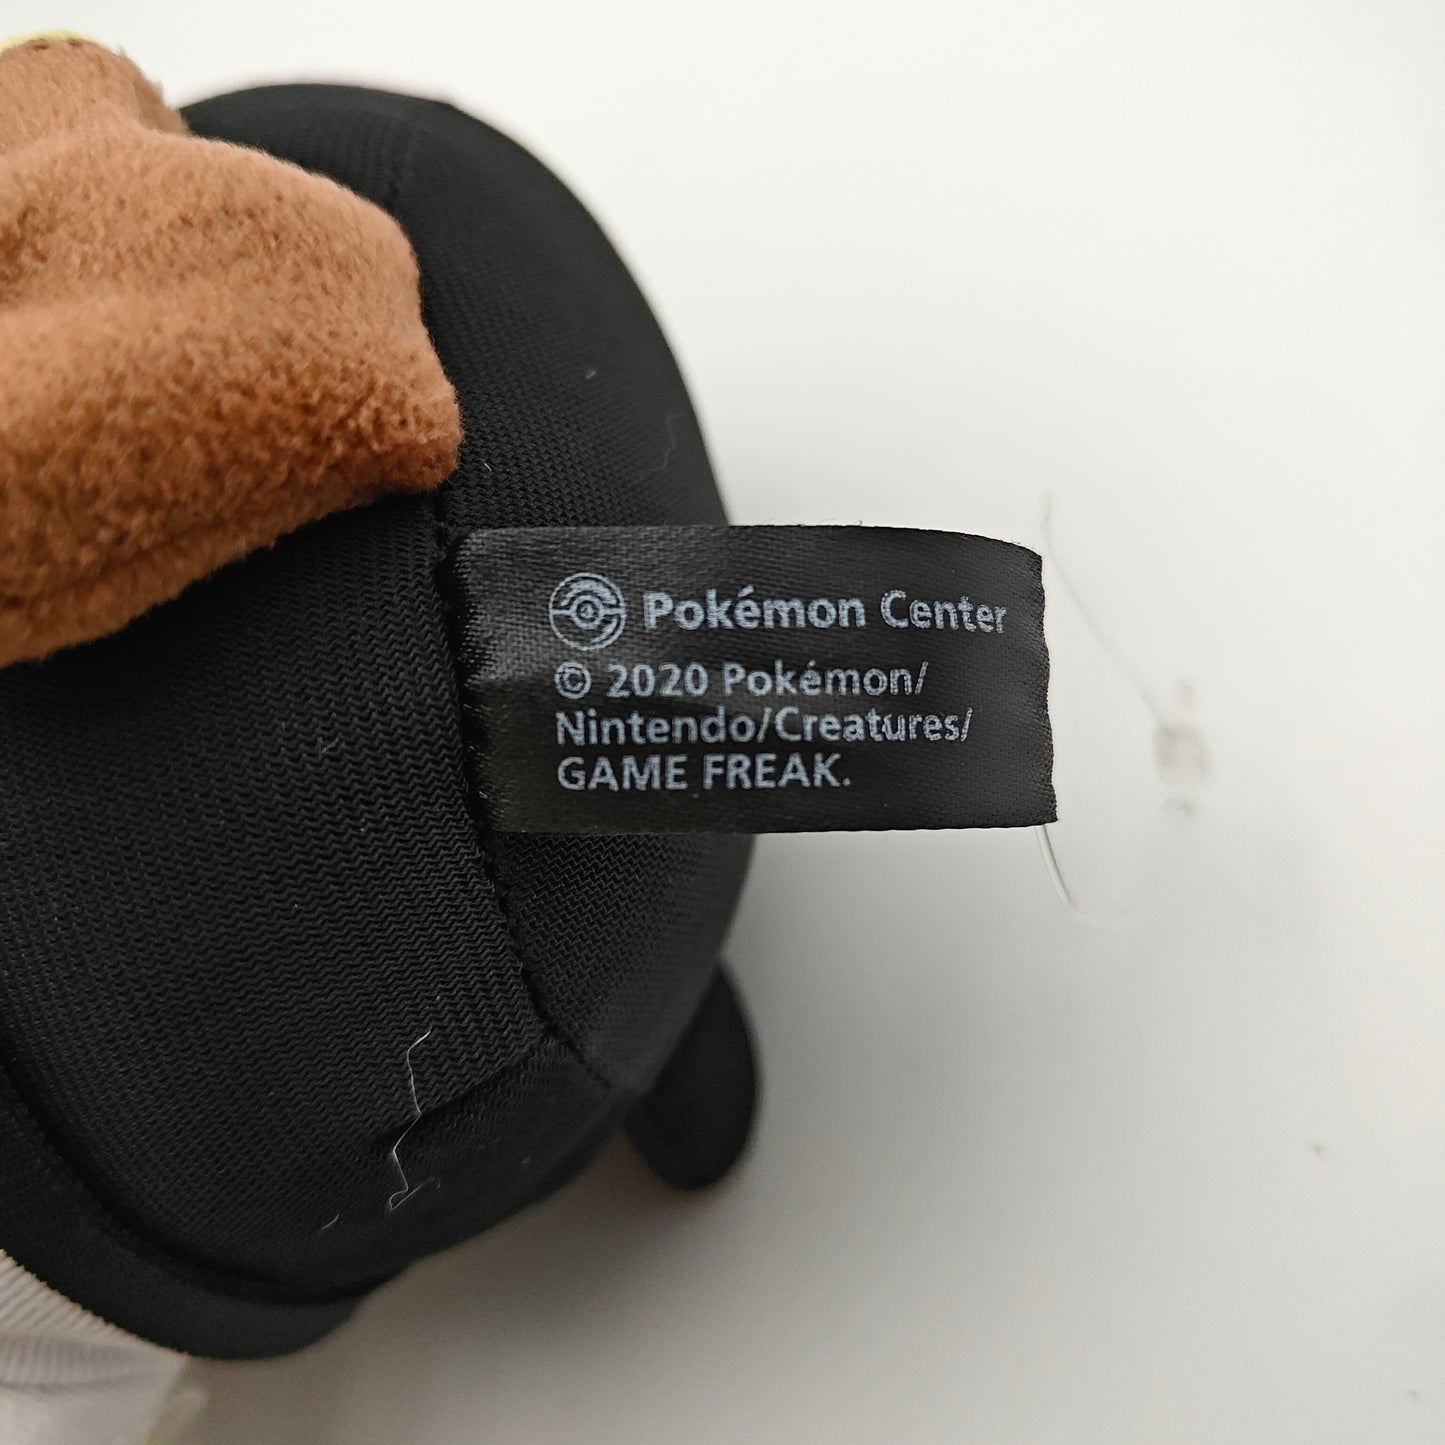 Pokémon Center
© 2020 Pokémon/
Nintendo/Creatures/
GAME FREAK.